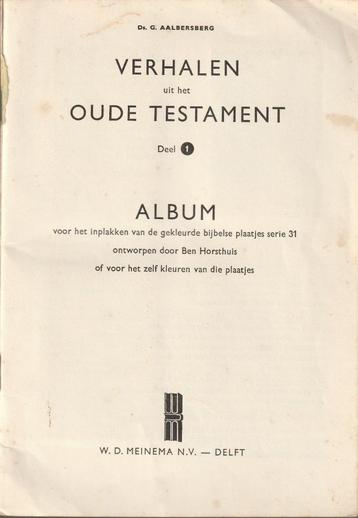 Ds. G. AALBERSBERG
VERHALEN
uit het
OUDE TESTAMENT
Deel 1
ALBUM
voor het inplakken van de gekleurde bijbelse plaatjes serie 31
ontworpen door Ben Horsthuis
of voor het zelf kleuren van die plaatjes
W. D. MEINEMA N.V. — DELFT